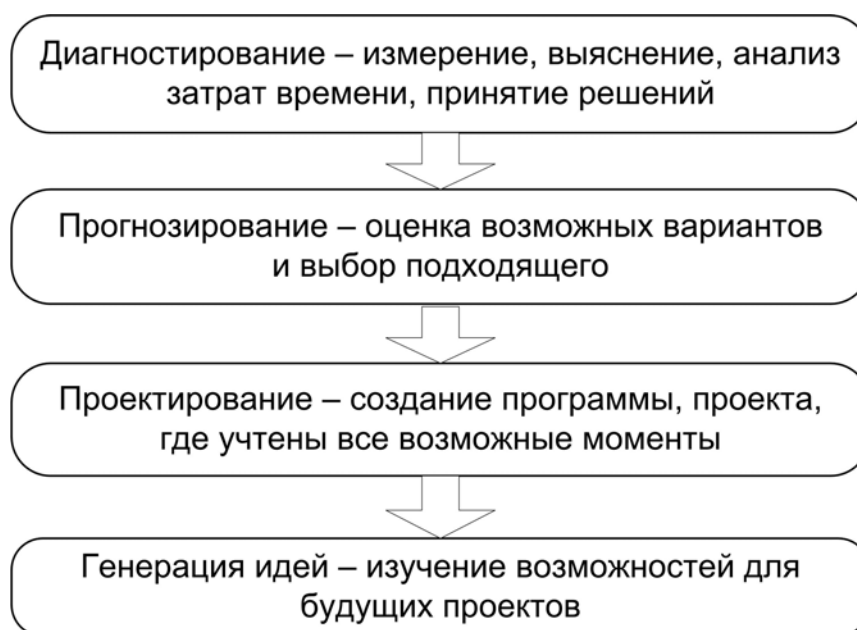 Диагностирование – измерение, выяснение, анализ
затрат времени, принятие решений
Прогнозирование – оценка возможных вариантов
и выбор подходящего
Проектирование – создание программы, проекта,
где учтены все возможные моменты
Генерация идей – изучение возможностей для
будущих проектов